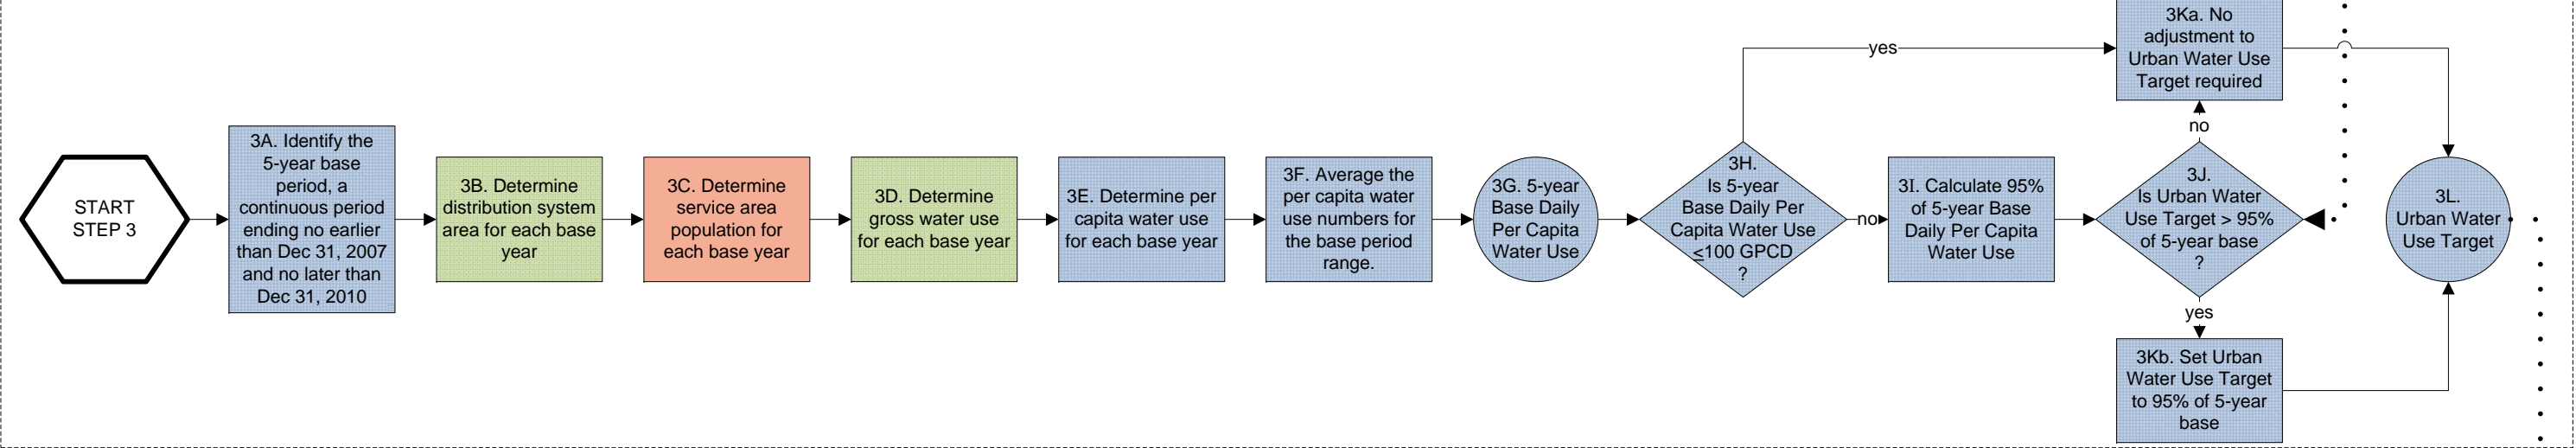 START
STEP 3
3A. Identify the
5-year base
period, a
continuous period
ending no earlier
than Dec 31, 2007
and no later than
Dec 31, 2010
3B. Determine
distribution system
area for each base
year
3C. Determine
service area
population for
each base year
3D. Determine
gross water use
for each base year
3E. Determine per
capita water use
for each base year
3F. Average the
per capita water
use numbers for
the base period
range.
3G. 5-year
Base Daily
Per Capita
Water Use
3H.
Is 5-year
Base Daily Per
Capita Water Use
≤100 GPCD
?
yes
no
3I. Calculate 95%
of 5-year Base
Daily Per Capita
Water Use
3J.
Is Urban Water
Use Target > 95%
of 5-year base
?
no
3Ka. No
adjustment to
Urban Water Use
Target required
yes
3Kb. Set Urban
Water Use Target
to 95% of 5-year
base
3L.
Urban Water
Use Target